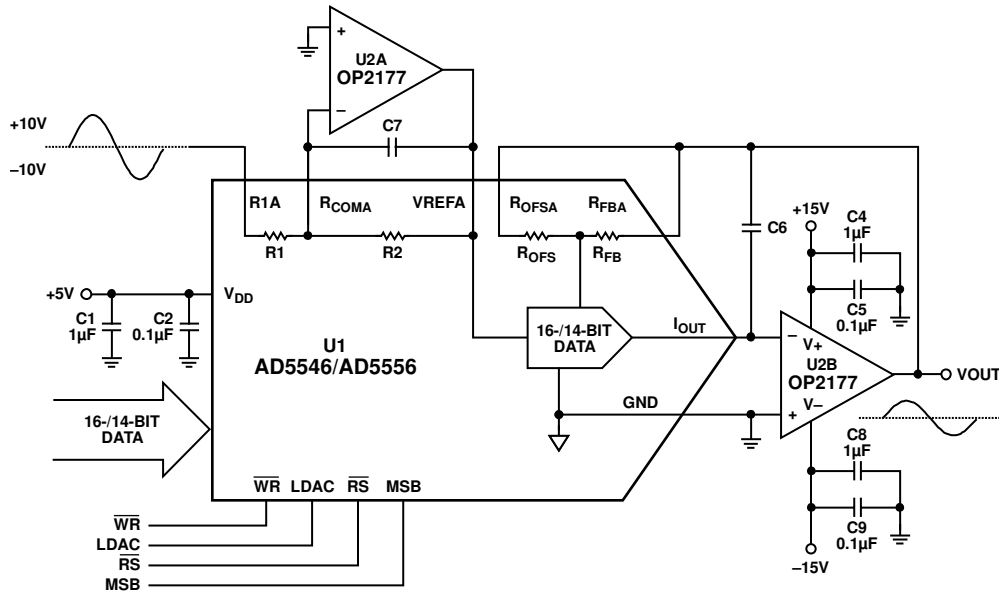 +
U2A
OP2177
–
C7
+10V
–10V
R1A
RCOMA
VREFA
ROFSA
RFBA
R1
R2
ROFS
RFB
C6
+15V
C4
1µF
C5
0.1µF
+5V
C1
1µF
C2
0.1µF
VDD
U1
AD5546/AD5556
16-/14-BIT
DATA
IOUT
–
V+
U2B
OP2177
V–
+
VOUT
GND
16-/14-BIT
DATA
C8
1µF
C9
0.1µF
–15V
WR LDAC RS MSB
WR
LDAC
RS
MSB